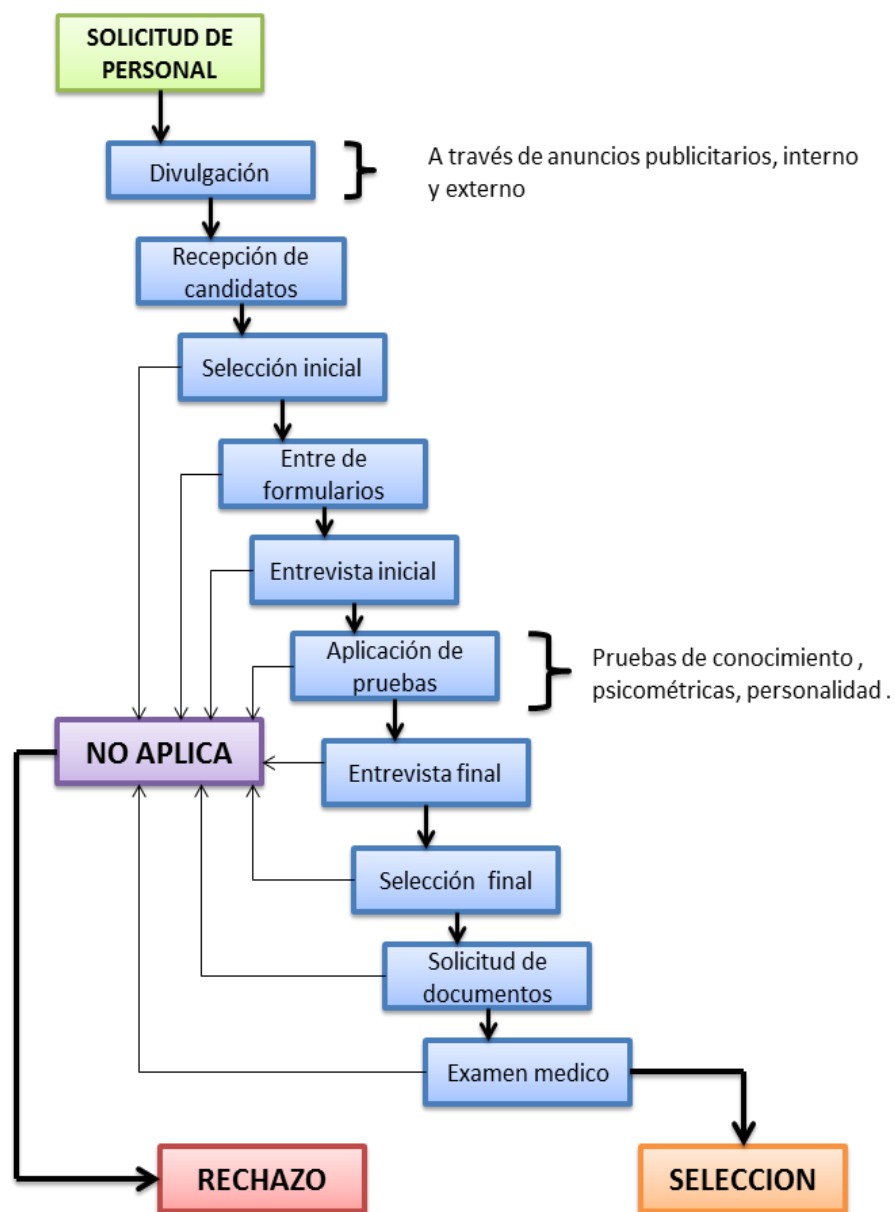 SOLICITUD DE
PERSONAL
Divulgación
A través de anuncios publicitarios, interno
y externo
Recepción de
candidatos
Selección inicial
Entre de
formularios
Entrevista inicial
Aplicación de
pruebas
Pruebas de conocimiento ,
psicométricas, personalidad .
NO APLICA
Entrevista final
Selección final
Solicitud de
documentos
Examen medico
RECHAZO
SELECCION